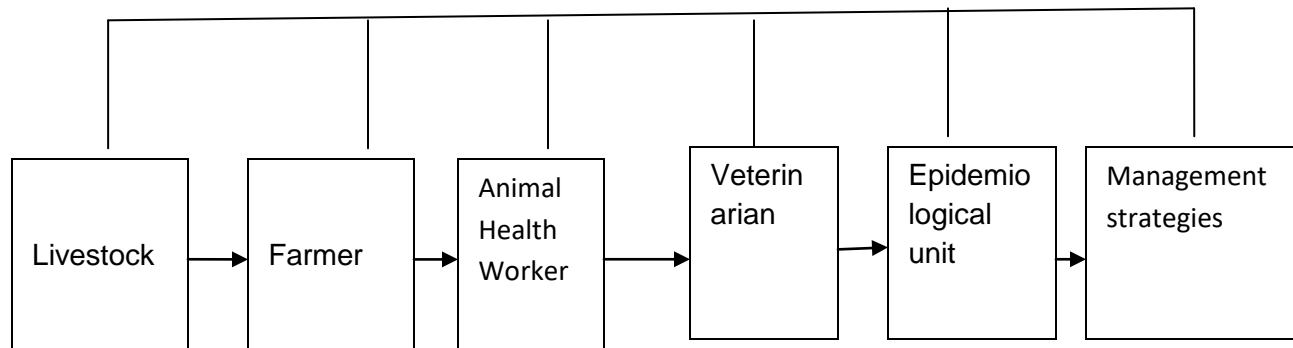 Livestock
Farmer
Animal
Health
Worker
Veterin
arian
Epidemio
logical
unit
Management
strategies